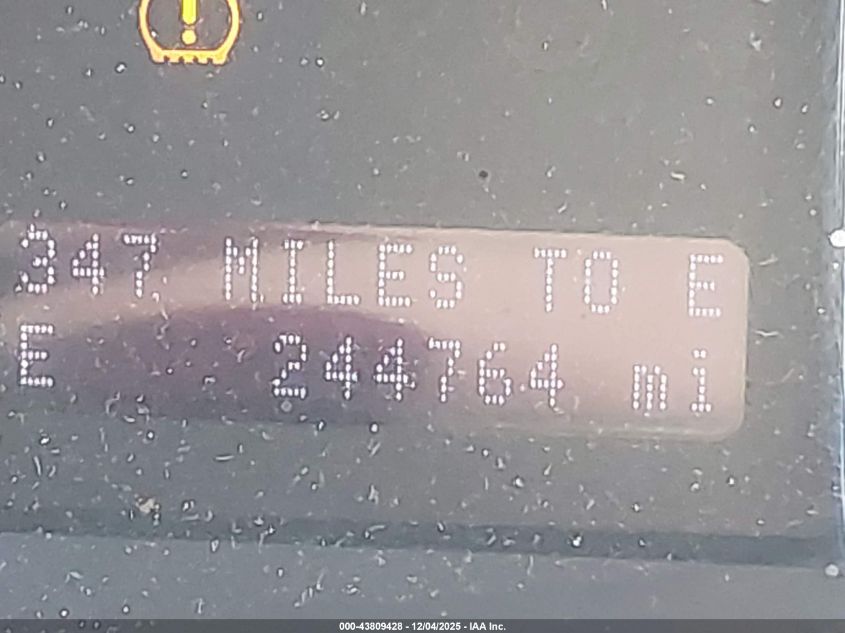 347 MILES TO E
E 244764 mi
000-43809428 - 12/04/2025 - IAA Inc.